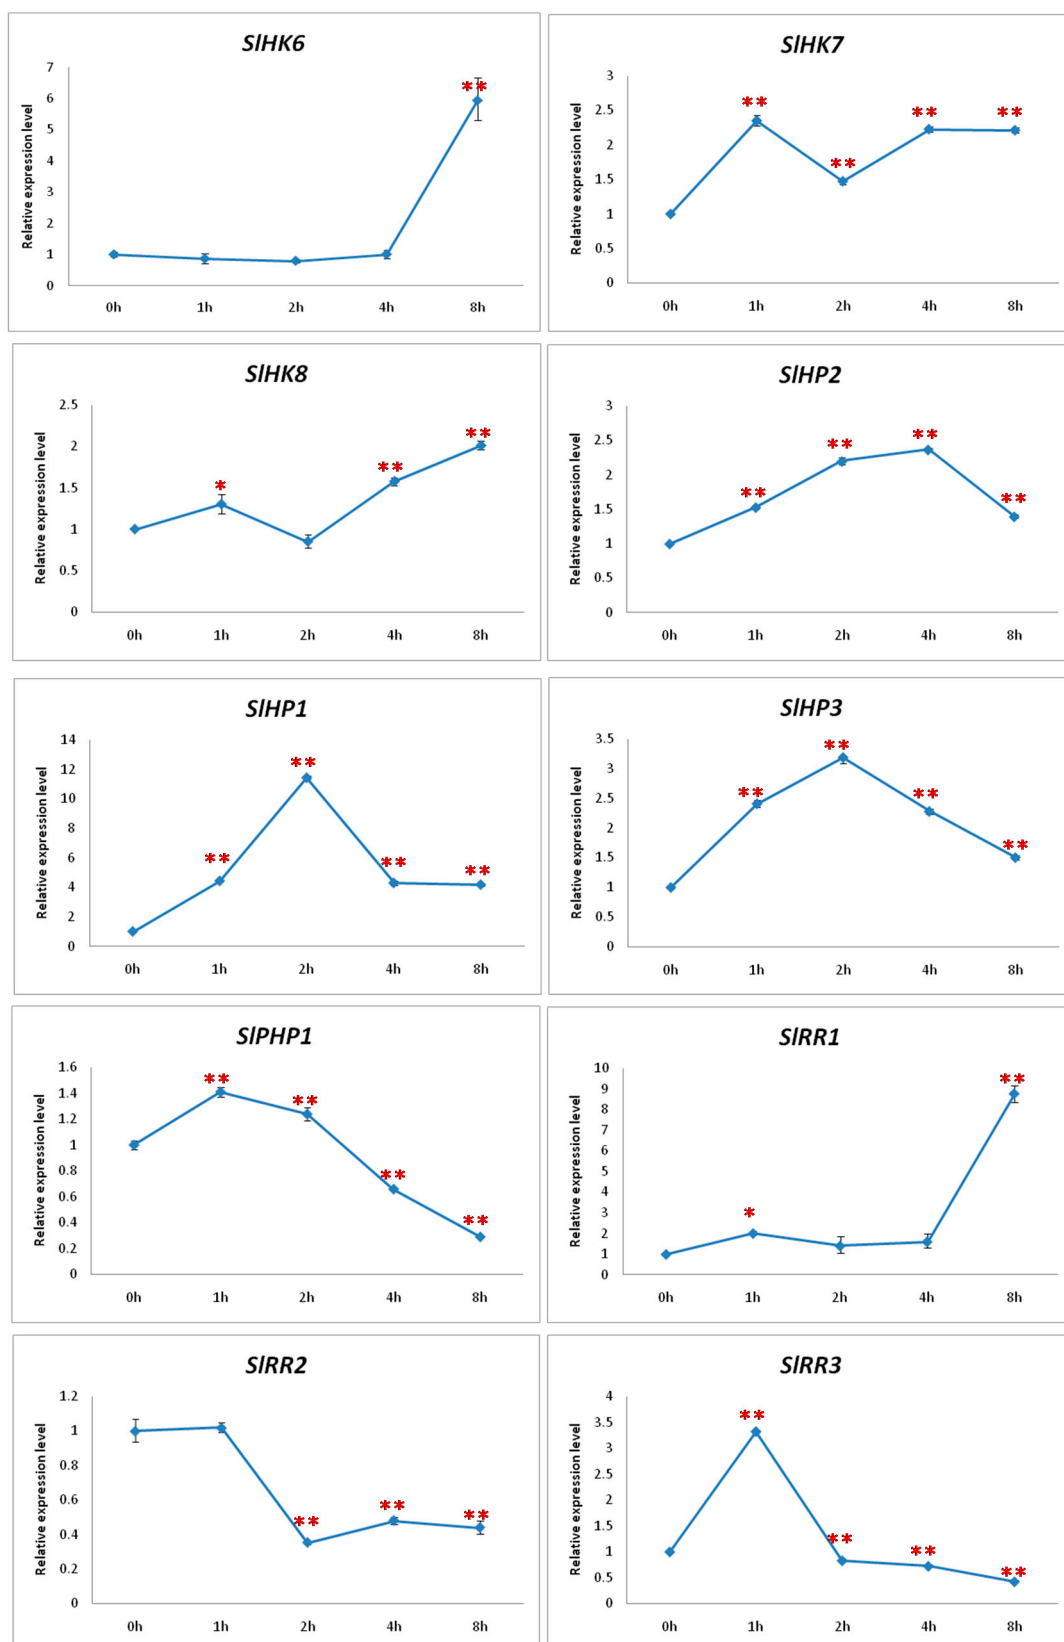 SlHK6
Relative expression level
7
6
5
4
3
2
1
0
**
0h 1h 2h 4h 8h
SlHK7
Relative expression level
3
2.5
2
1.5
1
0.5
0
** ** ** **
0h 1h 2h 4h 8h
SlHK8
Relative expression level
2.5
2
1.5
1
0.5
0
* ** **
0h 1h 2h 4h 8h
SlHP2
Relative expression level
3
2.5
2
1.5
1
0.5
0
** ** ** **
0h 1h 2h 4h 8h
SlHP1
Relative expression level
14
12
10
8
6
4
2
0
** ** ** **
0h 1h 2h 4h 8h
SlHP3
Relative expression level
3.5
3
2.5
2
1.5
1
0.5
0
** ** ** **
0h 1h 2h 4h 8h
SlPHP1
Relative expression level
1.6
1.4
1.2
1
0.8
0.6
0.4
0.2
0
** ** ** **
0h 1h 2h 4h 8h
SlRR1
Relative expression level
10
9
8
7
6
5
4
3
2
1
0
* **
0h 1h 2h 4h 8h
SlRR2
Relative expression level
1.2
1
0.8
0.6
0.4
0.2
0
** ** **
0h 1h 2h 4h 8h
SlRR3
Relative expression level
4
3.5
3
2.5
2
1.5
1
0.5
0
** ** ** **
0h 1h 2h 4h 8h